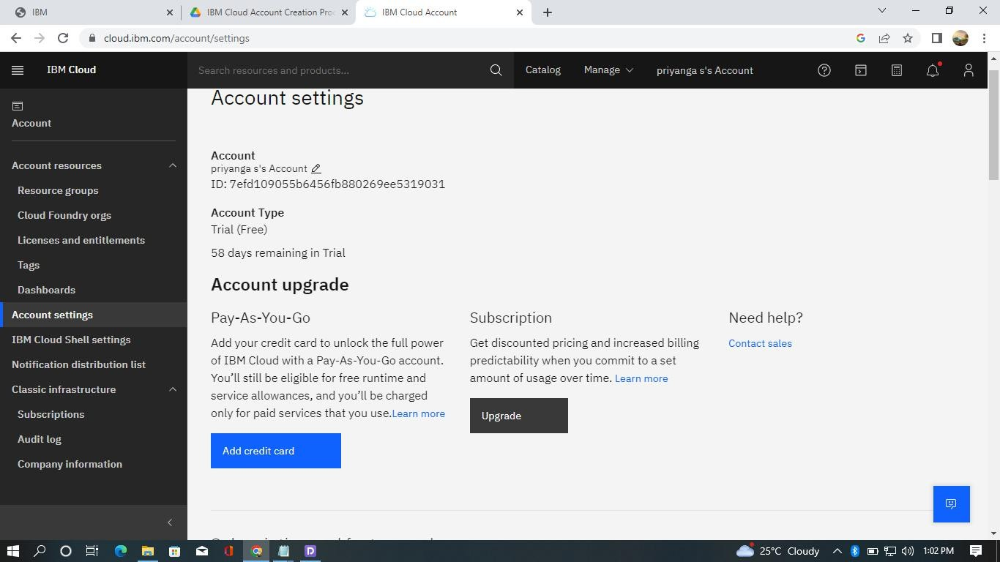 IBM
IBM Cloud Account Creation Pro
IBM Cloud Account
cloud.ibm.com/account/settings
IBM Cloud
Search resources and products...
Catalog
Manage
priyanga s's Account
Account
Account resources
Resource groups
Cloud Foundry orgs
Licenses and entitlements
Tags
Dashboards
Account settings
IBM Cloud Shell settings
Notification distribution list
Classic infrastructure
Subscriptions
Audit log
Company information
Account settings
Account
priyanga s's Account
ID: 7efd109055b6456fb880269ee5319031
Account Type
Trial (Free)
58 days remaining in Trial
Account upgrade
Pay-As-You-Go
Add your credit card to unlock the full power
of IBM Cloud with a Pay-As-You-Go account.
You’ll still be eligible for free runtime and
service allowances, and you’ll be charged
only for paid services that you use.Learn more
Add credit card
Subscription
Get discounted pricing and increased billing
predictability when you commit to a set
amount of usage over time. Learn more
Upgrade
Need help?
Contact sales
25°C Cloudy
1:02 PM